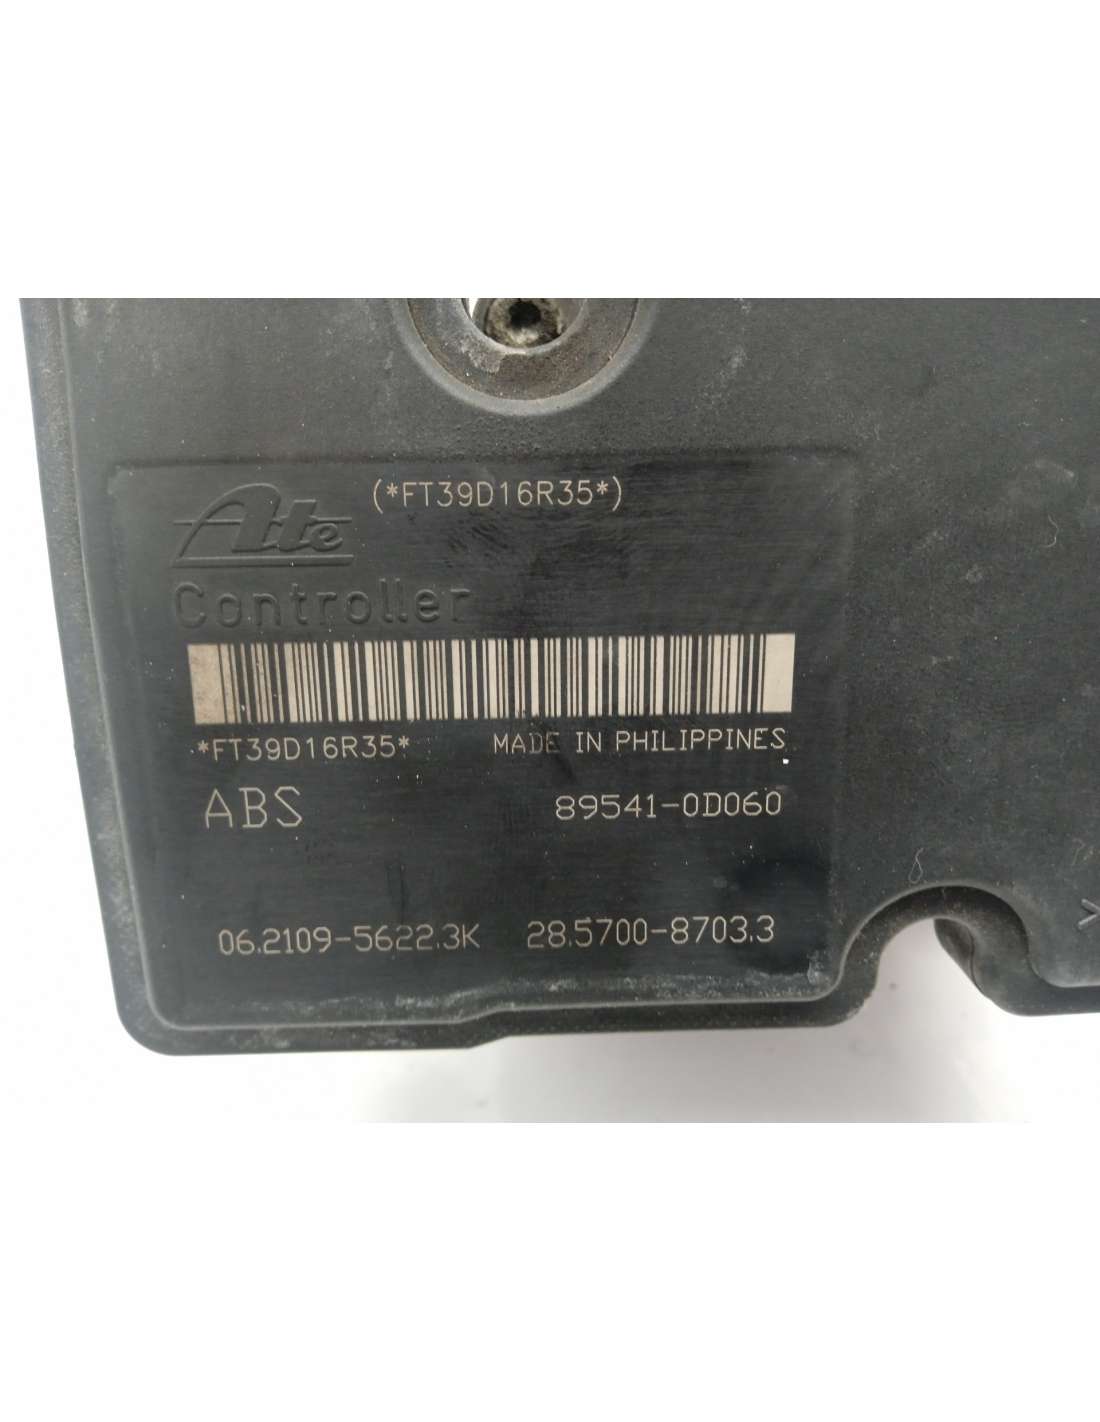 (*FT39D16R35*)
Ate
Controller
*FT39D16R35* MADE IN PHILIPPINES
ABS 89541-0D060
06.2109-5622.3K 28.5700-8703.3
>